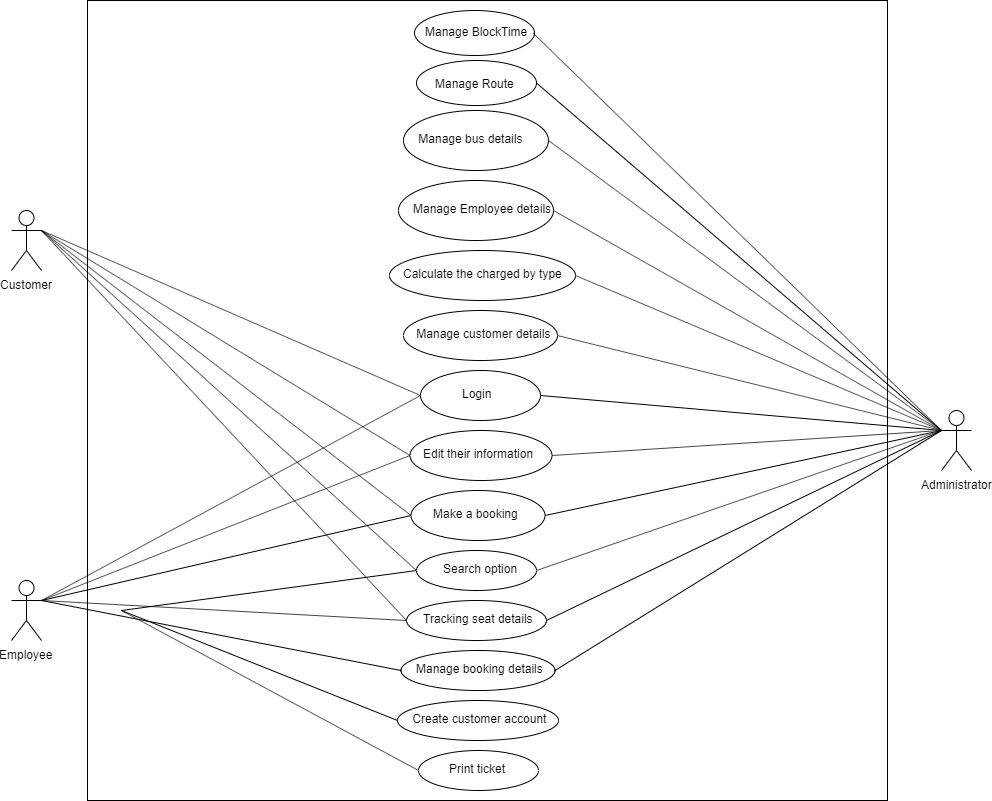 Manage BlockTime
Manage Route
Manage bus details
Manage Employee details
Calculate the charged by type
Customer
Manage customer details
Login
Edit their information
Administrator
Make a booking
Search option
Tracking seat details
Employee
Manage booking details
Create customer account
Print ticket